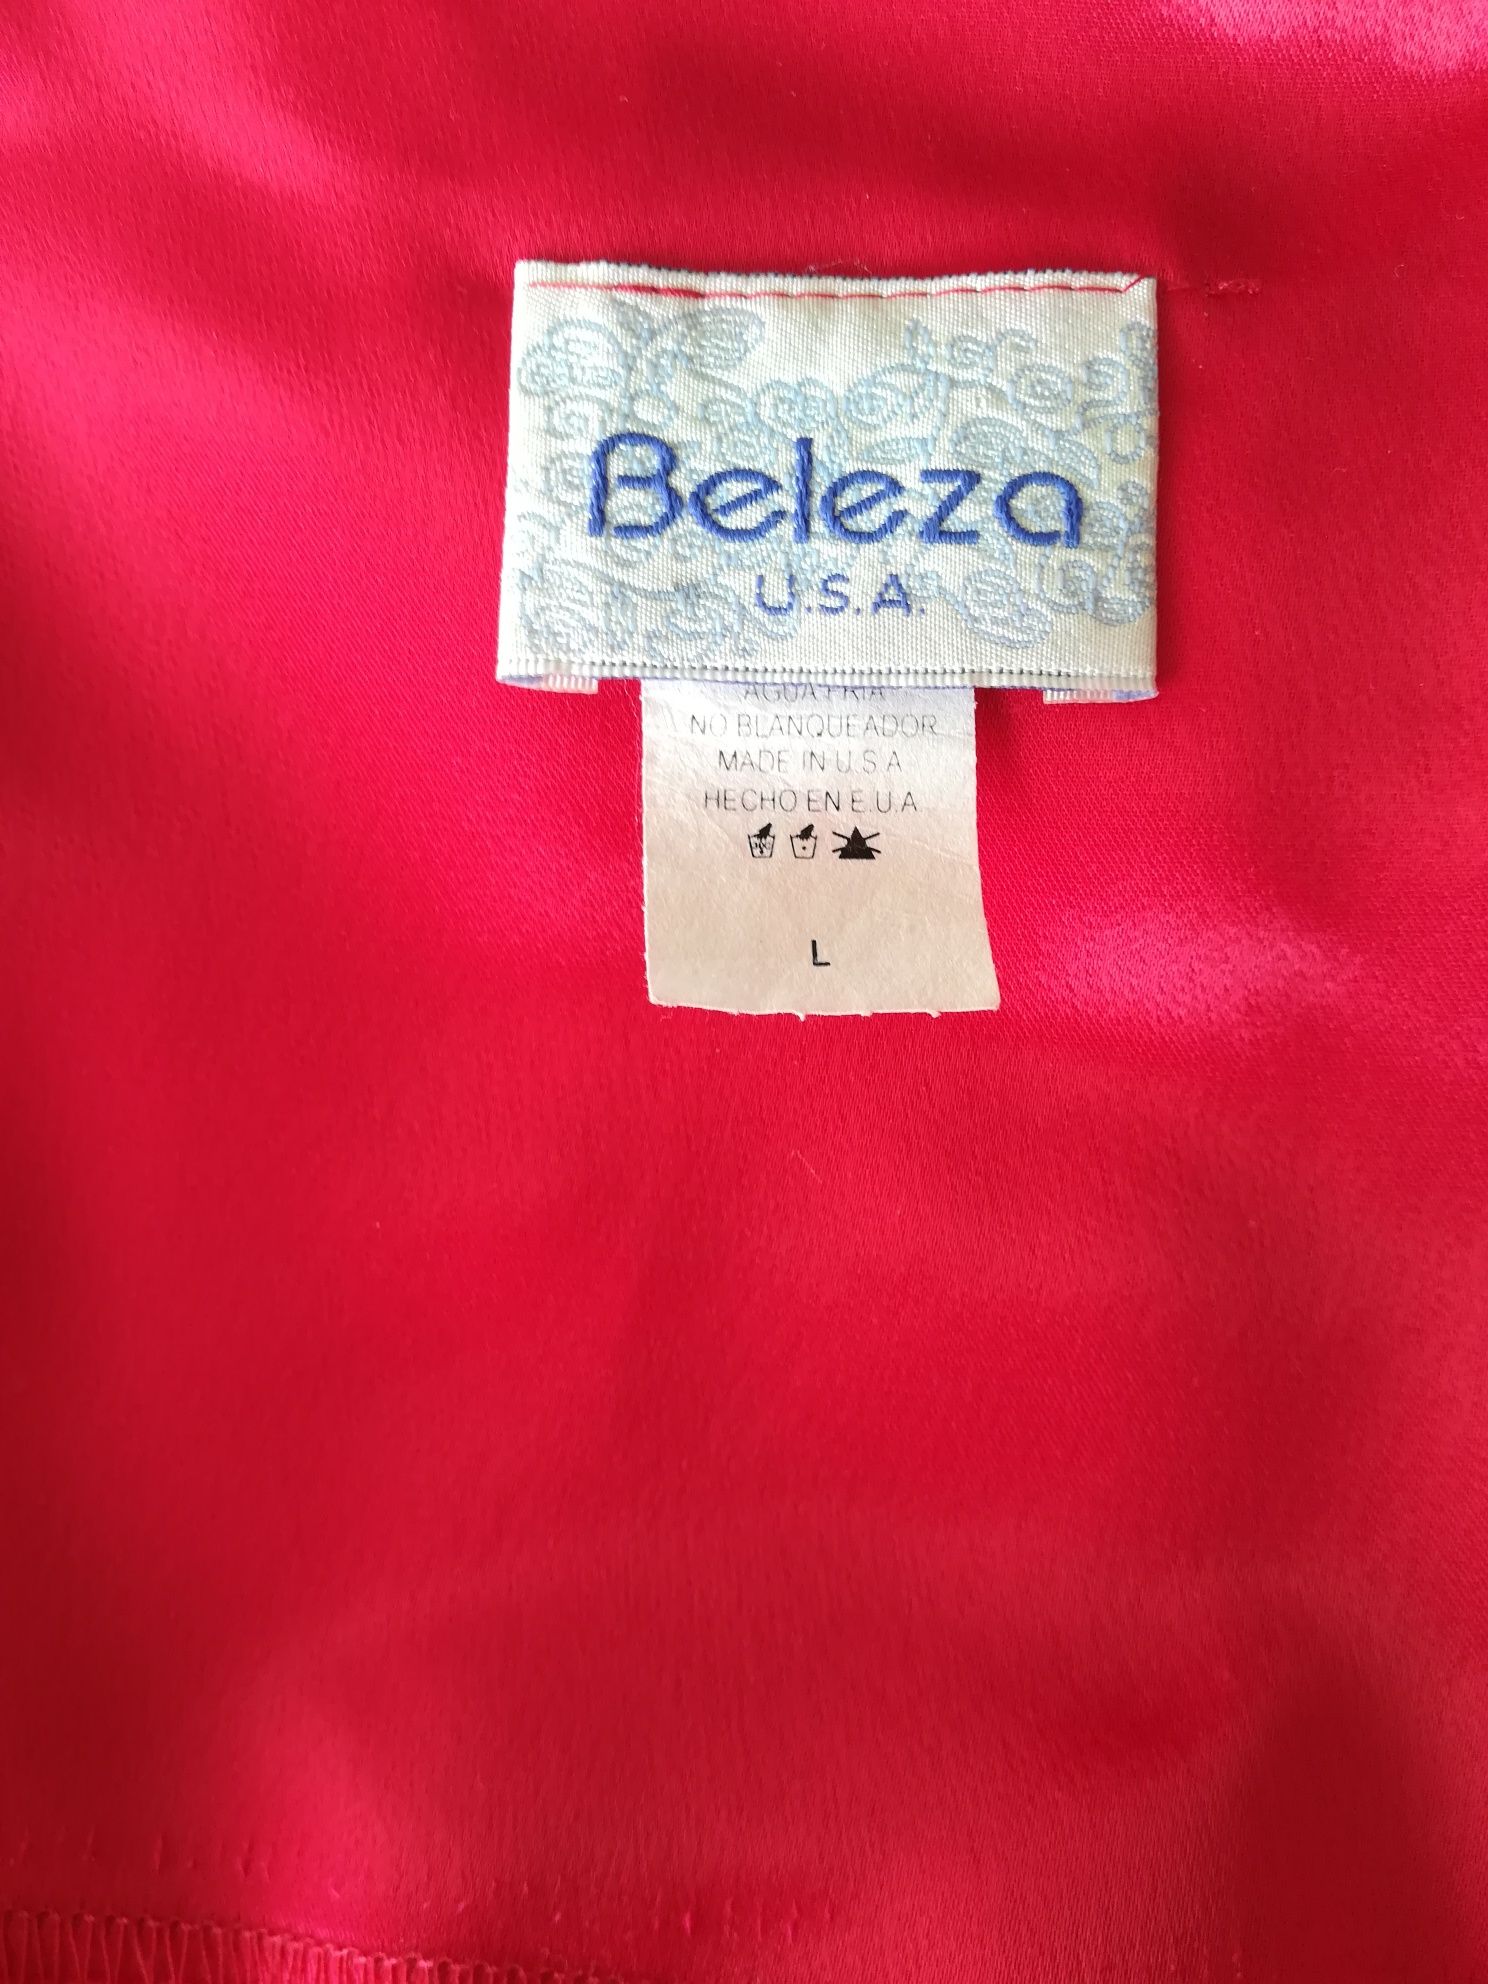 Beleza
U.S.A.
AGUA FRIA
NO BLANQUEADOR
MADE IN U.S.A
HECHO EN E.U.A.
L